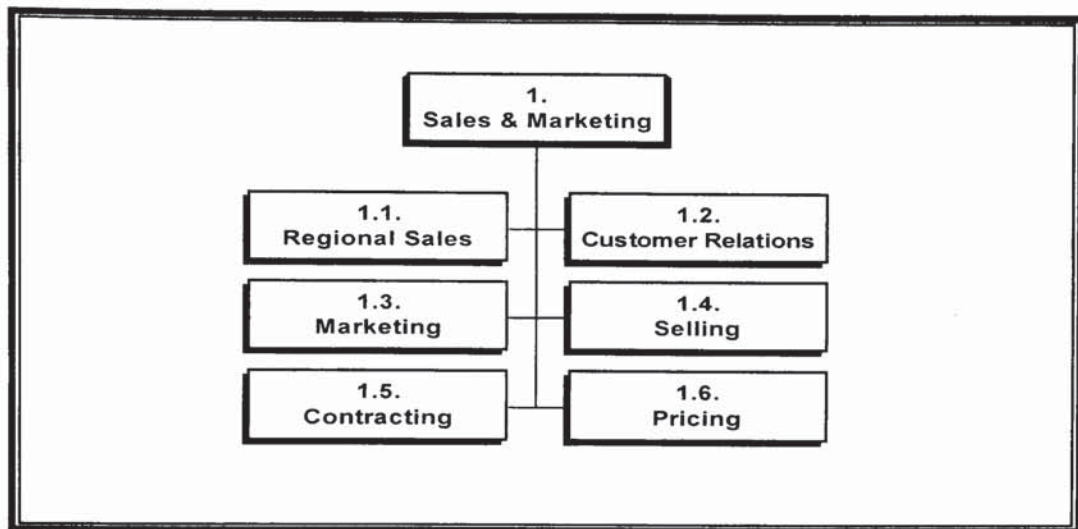 1.
Sales & Marketing
1.1.
Regional Sales
1.2.
Customer Relations
1.3.
Marketing
1.4.
Selling
1.5.
Contracting
1.6.
Pricing